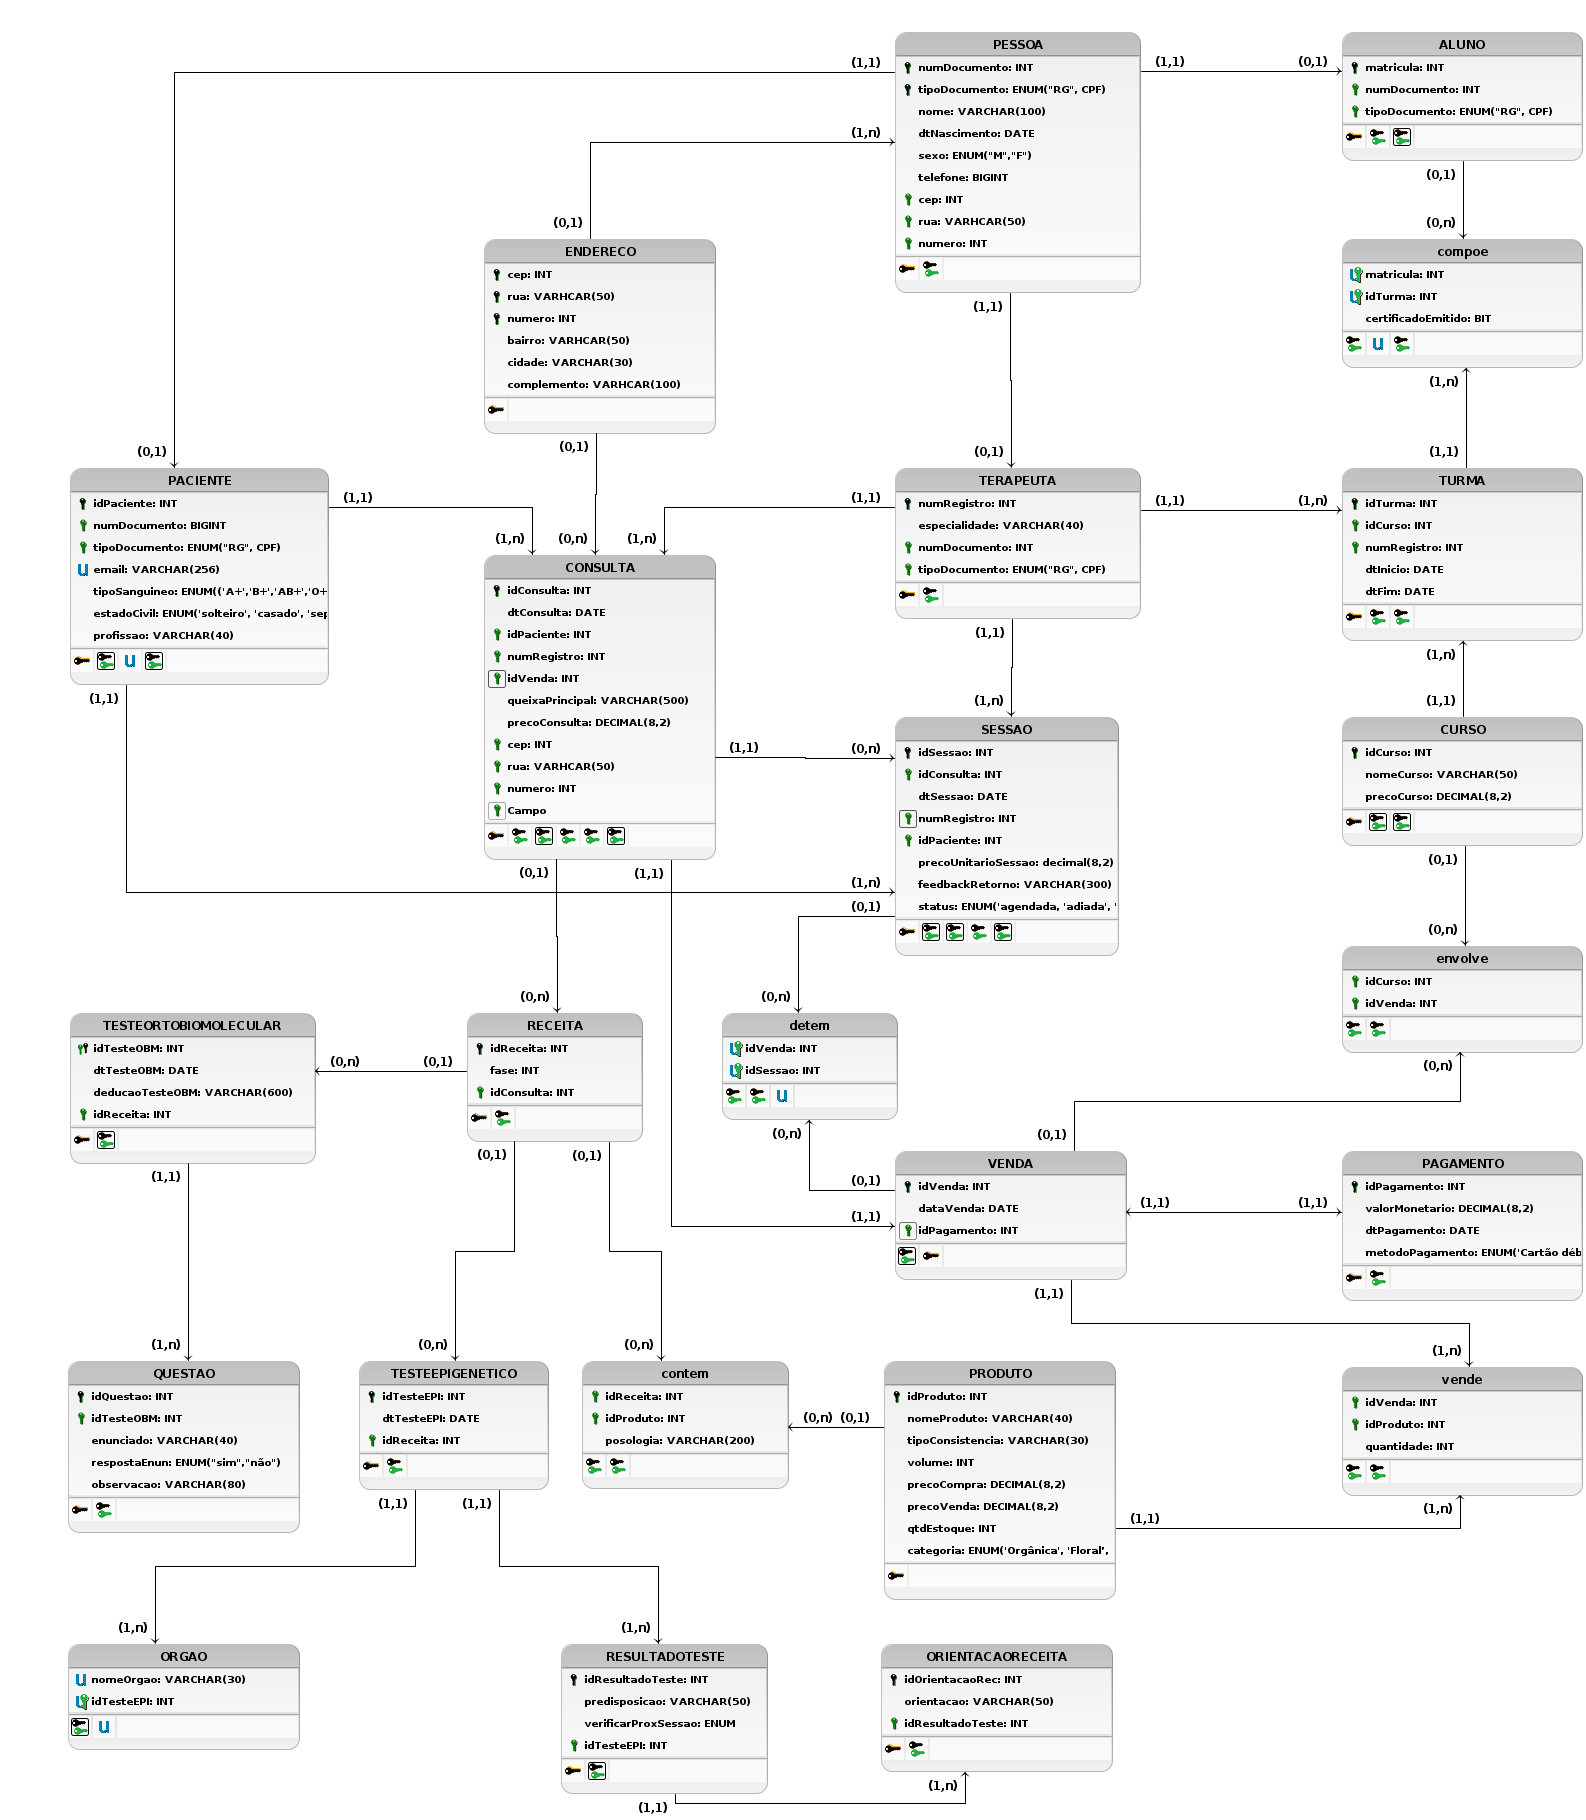 PESSOA
numDocumento: INT
tipoDocumento: ENUM("RG", CPF)
nome: VARCHAR(100)
dtNascimento: DATE
sexo: ENUM("M","F")
telefone: BIGINT
cep: INT
rua: VARHCAR(50)
numero: INT
(1,1)
(1,n)
(1,1)
(0,1)
(1,1)
ALUNO
matricula: INT
numDocumento: INT
tipoDocumento: ENUM("RG", CPF)
(0,1)
(0,n)
(0,1)
ENDERECO
cep: INT
rua: VARHCAR(50)
numero: INT
bairro: VARHCAR(50)
cidade: VARCHAR(30)
complemento: VARHCAR(100)
(0,1)
compoe
matricula: INT
idTurma: INT
certificadoEmitido: BIT
u
(1,n)
(0,1)
PACIENTE
idPaciente: INT
numDocumento: BIGINT
tipoDocumento: ENUM("RG", CPF)
u email: VARCHAR(256)
tipoSanguineo: ENUM(('A+','B+','AB+','O+
estadoCivil: ENUM('solteiro', 'casado', 'sep
profissao: VARCHAR(40)
u
(1,1)
(1,1)
(1,n)
(0,n)
(1,n)
(1,1)
(0,1)
TERAPEUTA
numRegistro: INT
especialidade: VARCHAR(40)
numDocumento: INT
tipoDocumento: ENUM("RG", CPF)
(1,1)
(1,n)
(1,1)
(1,n)
(1,1)
TURMA
idTurma: INT
idCurso: INT
numRegistro: INT
dtInicio: DATE
dtFim: DATE
(1,n)
(1,1)
CONSULTA
idConsulta: INT
dtConsulta: DATE
idPaciente: INT
numRegistro: INT
idVenda: INT
queixaPrincipal: VARCHAR(500)
precoConsulta: DECIMAL(8,2)
cep: INT
rua: VARHCAR(50)
numero: INT
Campo
(1,1)
(0,n)
(0,1)
(1,1)
SESSAO
idSessao: INT
idConsulta: INT
dtSessao: DATE
numRegistro: INT
idPaciente: INT
precoUnitarioSessao: decimal(8,2)
feedbackRetorno: VARCHAR(300)
status: ENUM('agendada, 'adiada', '
(1,n)
(0,1)
CURSO
idCurso: INT
nomeCurso: VARCHAR(50)
precoCurso: DECIMAL(8,2)
(0,1)
(0,n)
envolve
idCurso: INT
idVenda: INT
(0,n)
TESTEORTOBIOMOLECULAR
idTesteOBM: INT
dtTesteOBM: DATE
deducaoTesteOBM: VARCHAR(600)
idReceita: INT
(0,n)
(0,1)
(1,1)
(0,n)
RECEITA
idReceita: INT
fase: INT
idConsulta: INT
(0,1)
(0,1)
(0,n)
detem
idVenda: INT
idSessao: INT
u
(0,n)
(0,1)
(0,1)
(1,1)
VENDA
idVenda: INT
dataVenda: DATE
idPagamento: INT
(1,1)
(1,1)
(1,1)
PAGAMENTO
idPagamento: INT
valorMonetario: DECIMAL(8,2)
dtPagamento: DATE
metodoPagamento: ENUM('Cartão déb
(1,n)
QUESTAO
idQuestao: INT
idTesteOBM: INT
enunciado: VARCHAR(40)
respostaEnun: ENUM("sim","não")
observacao: VARCHAR(80)
(0,n)
TESTEEPIGENETICO
idTesteEPI: INT
dtTesteEPI: DATE
idReceita: INT
(1,1)
(1,1)
(0,n)
contem
idReceita: INT
idProduto: INT
posologia: VARCHAR(200)
(0,n) (0,1)
PRODUTO
idProduto: INT
nomeProduto: VARCHAR(40)
tipoConsistencia: VARCHAR(30)
volume: INT
precoCompra: DECIMAL(8,2)
precoVenda: DECIMAL(8,2)
qtdEstoque: INT
categoria: ENUM('Orgânica', 'Floral',
(1,1)
(1,n)
vende
idVenda: INT
idProduto: INT
quantidade: INT
(1,n)
(1,n)
ORGAO
u nomeOrgao: VARCHAR(30)
idTesteEPI: INT
u
(1,n)
RESULTADOTESTE
idResultadoTeste: INT
predisposicao: VARCHAR(50)
verificarProxSessao: ENUM
idTesteEPI: INT
(1,1)
ORIENTACAORECEITA
idOrientacaoRec: INT
orientacao: VARCHAR(50)
idResultadoTeste: INT
(1,n)